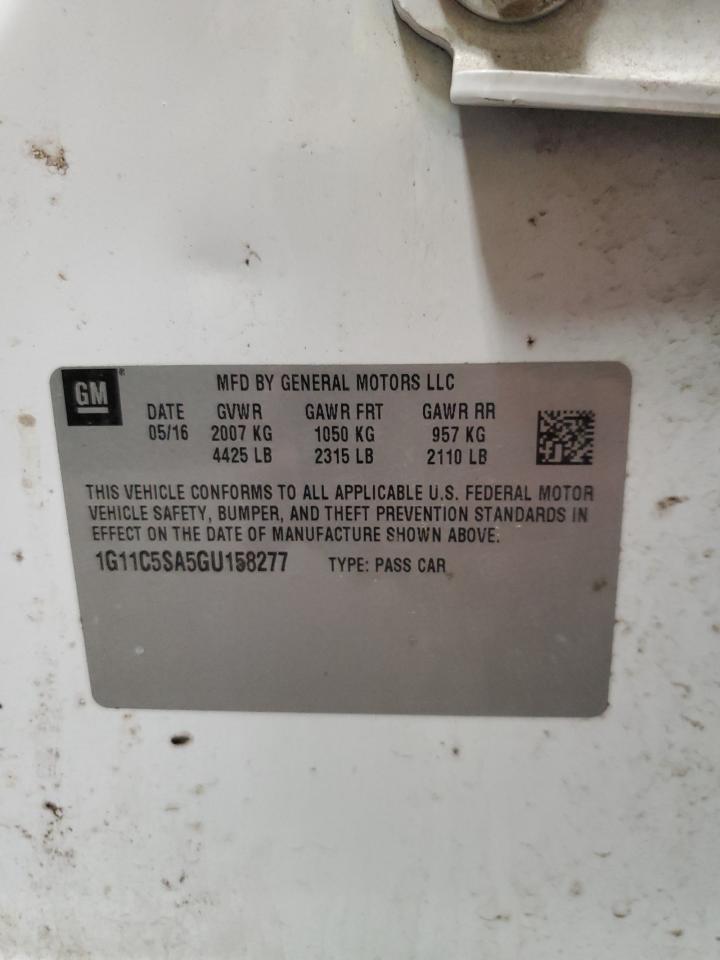 GM®
MFD BY GENERAL MOTORS LLC
DATE GVWR GAWR FRT GAWR RR
05/16 2007 KG 1050 KG 957 KG
4425 LB 2315 LB 2110 LB
THIS VEHICLE CONFORMS TO ALL APPLICABLE U.S. FEDERAL MOTOR
VEHICLE SAFETY, BUMPER, AND THEFT PREVENTION STANDARDS IN
EFFECT ON THE DATE OF MANUFACTURE SHOWN ABOVE.
1G11C5SA5GU158277 TYPE: PASS CAR